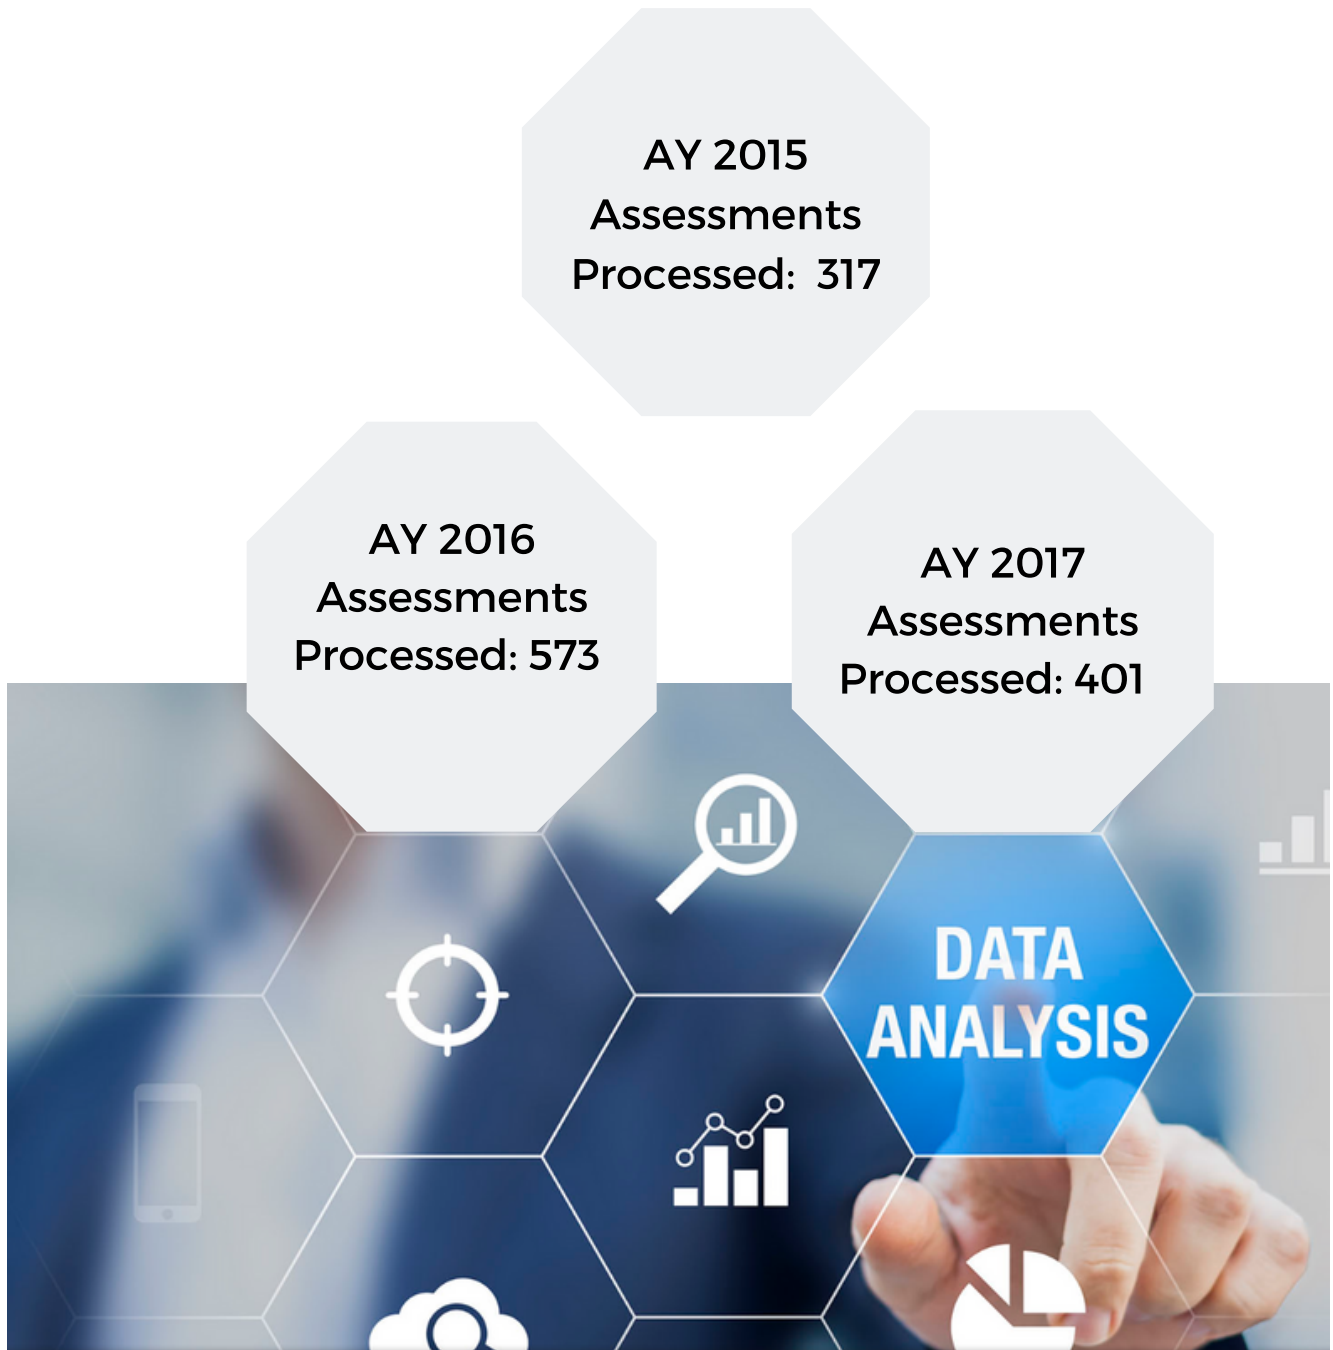 AY 2015
Assessments
Processed:  317
AY 2016
Assessments
Processed: 573
AY 2017
Assessments
Processed: 401
DATA
ANALYSIS